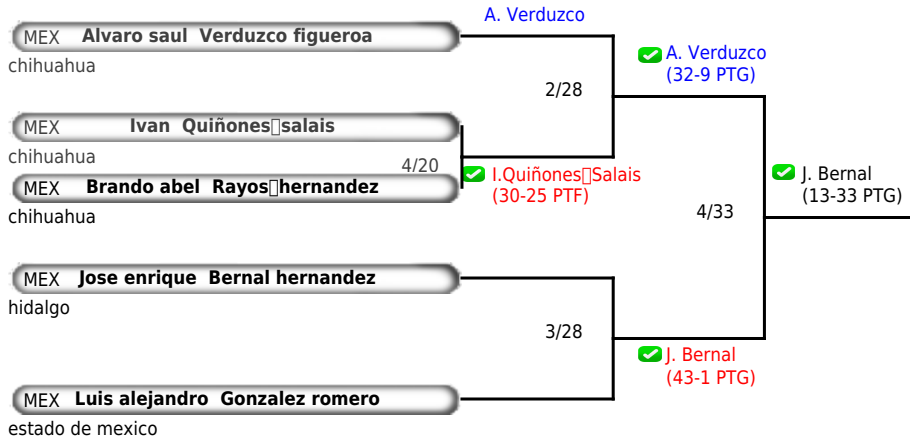 A. Verduzco
MEX Alvaro saul Verduzco figueroa
chihuahua
A. Verduzco
(32-9 PTG)
2/28
MEX Ivan Quiñones□salais
chihuahua
4/20
I.Quiñones□Salais
(30-25 PTF)
MEX Brando abel Rayos□hernandez
chihuahua
J. Bernal
(13-33 PTG)
4/33
MEX Jose enrique Bernal hernandez
hidalgo
3/28
J. Bernal
(43-1 PTG)
MEX Luis alejandro Gonzalez romero
estado de mexico